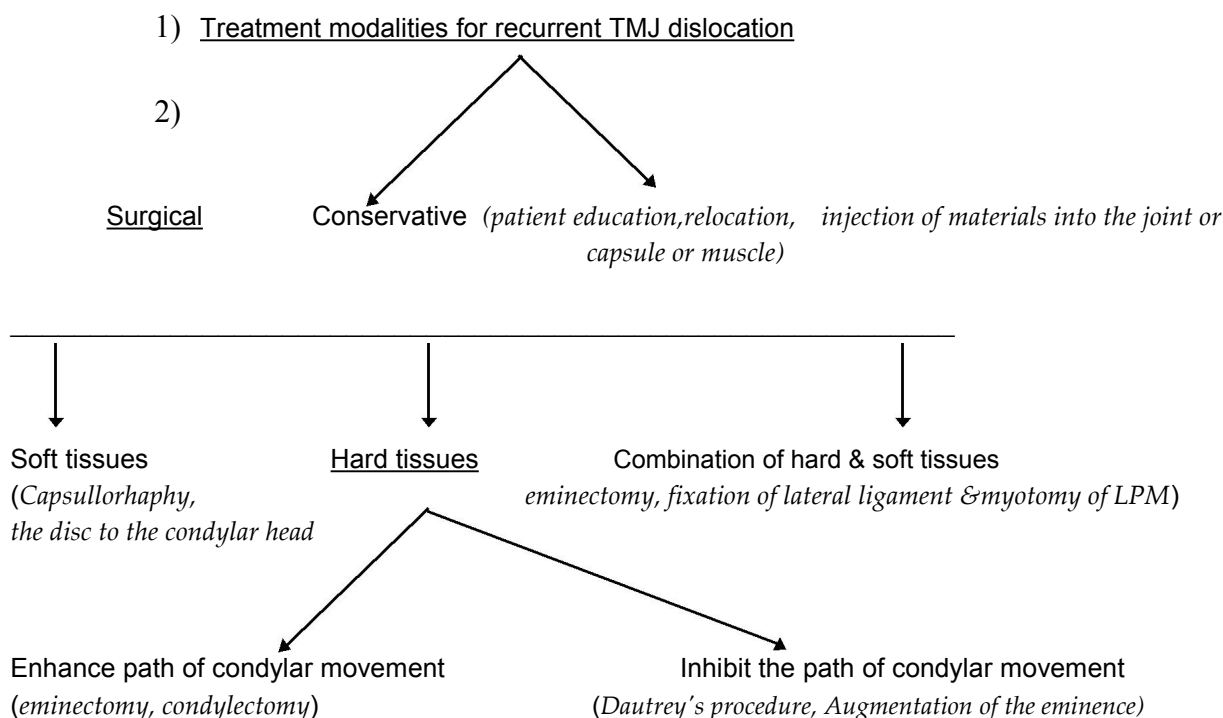 1) Treatment modalities for recurrent TMJ dislocation
2)
Surgical Conservative (patient education,relocation, injection of materials into the joint or
capsule or muscle)
Soft tissues Hard tissues Combination of hard & soft tissues
(Capsullorhaphy, eminectomy, fixation of lateral ligament &myotomy of LPM)
the disc to the condylar head
Enhance path of condylar movement Inhibit the path of condylar movement
(eminectomy, condylectomy) (Dautrey's procedure, Augmentation of the eminence)